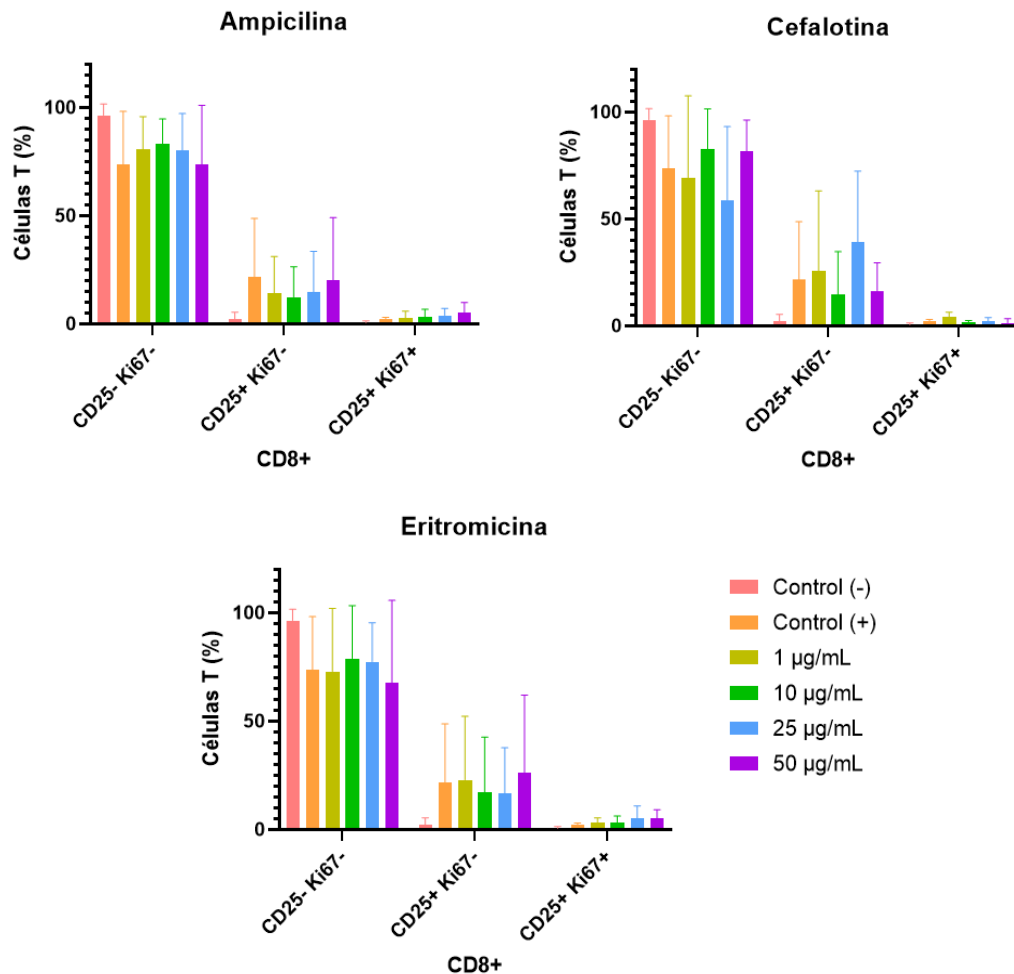 Ampicilina
Células T (%)
100
50
0
CD25- Ki67-
CD25+ Ki67-
CD25+ Ki67+
CD8+
Cefalotina
Células T (%)
100
50
0
CD25- Ki67-
CD25+ Ki67-
CD25+ Ki67+
CD8+
Eritromicina
Células T (%)
100
50
0
CD25- Ki67-
CD25+ Ki67-
CD25+ Ki67+
CD8+
Control (-)
Control (+)
1 µg/mL
10 µg/mL
25 µg/mL
50 µg/mL